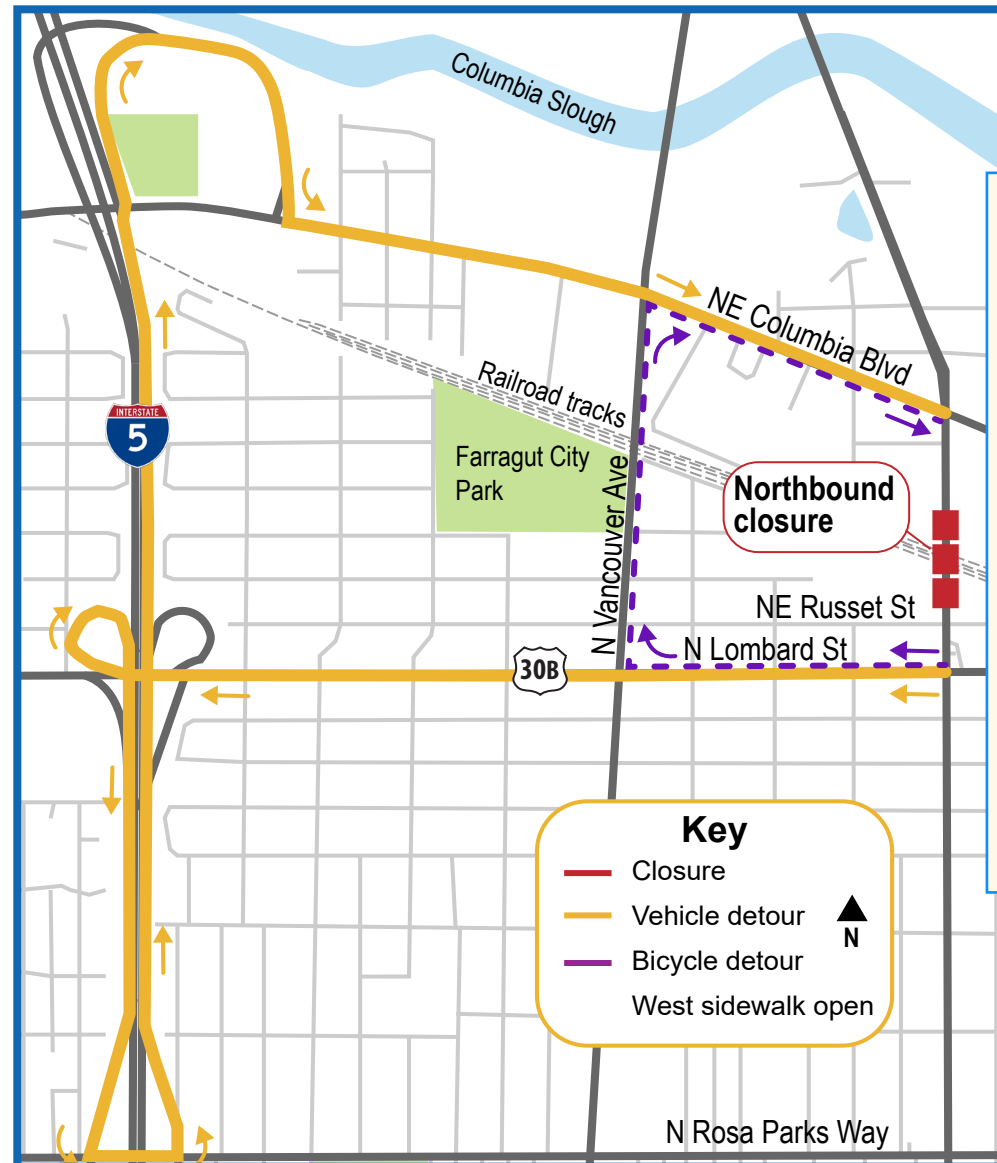 Columbia Slough
NE Columbia Blvd
Railroad tracks
INTERSTATE
5
Farragut City
Park
N Vancouver Ave
Northbound
closure
NE Russet St
N Lombard St
30B
Key
Closure
Vehicle detour
N
Bicycle detour
West sidewalk open
N Rosa Parks Way